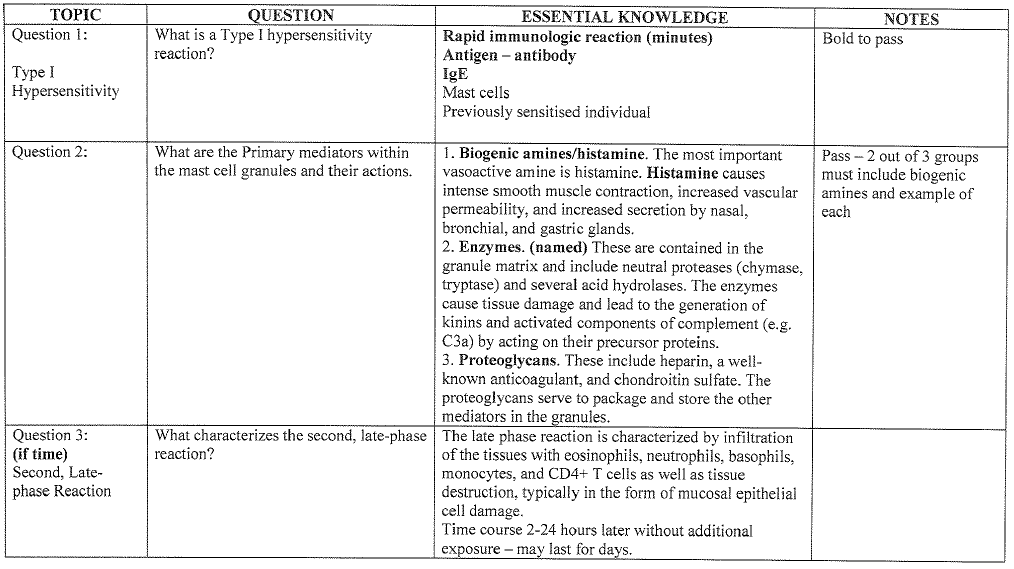 TOPIC QUESTION ESSENTIAL KNOWLEDGE NOTES
Question 1:
Type I
Hypersensitivity
What is a Type I hypersensitivity
reaction?
Rapid immunologic reaction (minutes)
Antigen – antibody
IgE
Mast cells
Previously sensitised individual
Bold to pass
Question 2:
What are the Primary mediators within
the mast cell granules and their actions.
1. Biogenic amines/histamine. The most important
vasoactive amine is histamine. Histamine causes
intense smooth muscle contraction, increased vascular
permeability, and increased secretion by nasal,
bronchial, and gastric glands.
2. Enzymes. (named) These are contained in the
granule matrix and include neutral proteases (chymase,
tryptase) and several acid hydrolases. The enzymes
cause tissue damage and lead to the generation of
kinins and activated components of complement (e.g.
C3a) by acting on their precursor proteins.
3. Proteoglycans. These include heparin, a well-
known anticoagulant, and chondroitin sulfate. The
proteoglycans serve to package and store the other
mediators in the granules.
Pass – 2 out of 3 groups
must include biogenic
amines and example of
each
Question 3:
(if time)
Second, Late-
phase Reaction
What characterizes the second, late-phase
reaction?
The late phase reaction is characterized by infiltration
of the tissues with eosinophils, neutrophils, basophils,
monocytes, and CD4+ T cells as well as tissue
destruction, typically in the form of mucosal epithelial
cell damage.
Time course 2-24 hours later without additional
exposure – may last for days.